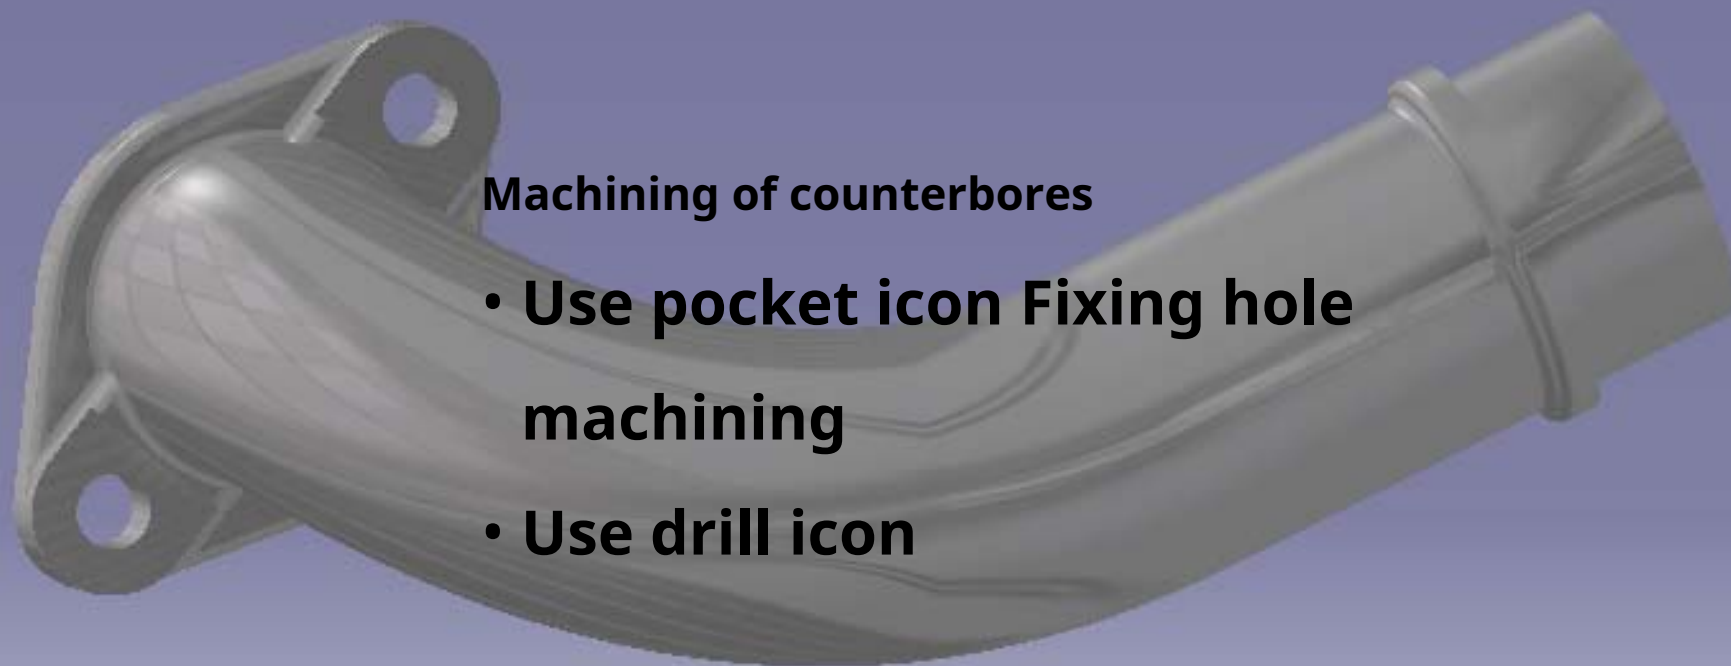 Machining of counterbores
• Use pocket icon Fixing hole
machining
• Use drill icon